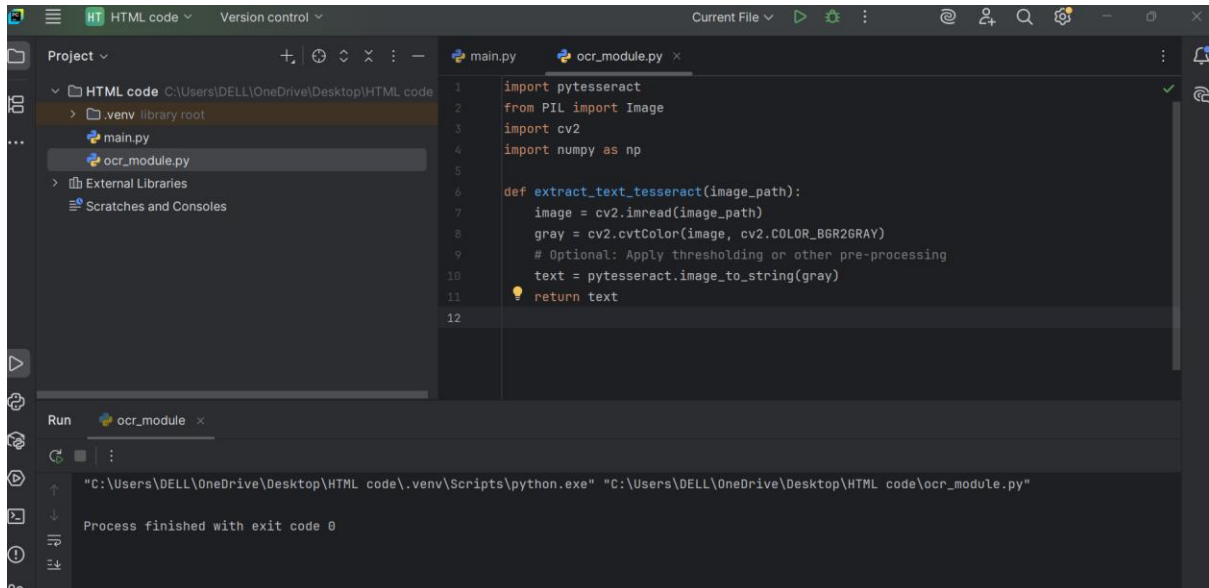 HT HTML code Version control Current File
Project
main.py ocr_module.py
HTML code C:\Users\DELL\OneDrive\Desktop\HTML code
.venv library root
main.py
ocr_module.py
External Libraries
Scratches and Consoles
1 import pytesseract
2 from PIL import Image
3 import cv2
4 import numpy as np
5
6 def extract_text_tesseract(image_path):
7 image = cv2.imread(image_path)
8 gray = cv2.cvtColor(image, cv2.COLOR_BGR2GRAY)
9 # Optional: Apply thresholding or other pre-processing
10 text = pytesseract.image_to_string(gray)
11 return text
12
Run ocr_module
"C:\Users\DELL\OneDrive\Desktop\HTML code\.venv\Scripts\python.exe" "C:\Users\DELL\OneDrive\Desktop\HTML code\ocr_module.py"
Process finished with exit code 0